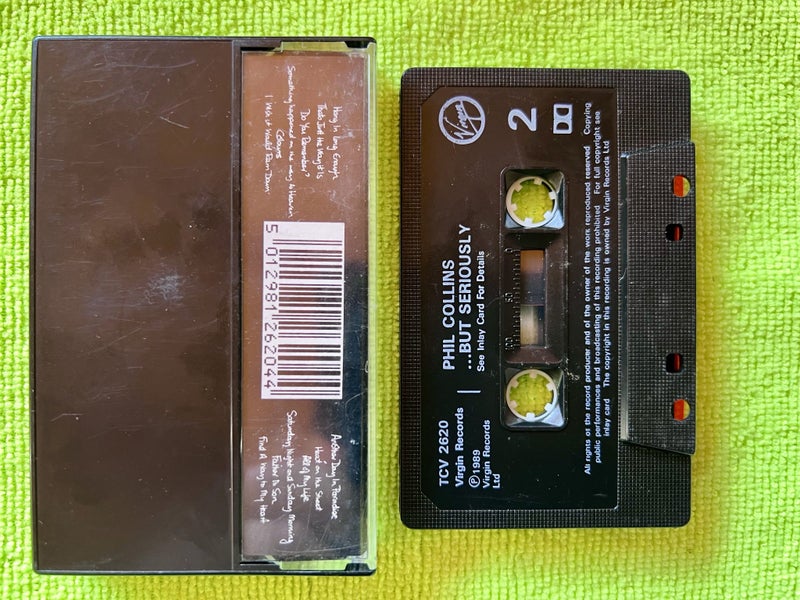 Hang In Long Enough
Thats Just the Way it Is
Do You Remember?
Something happened on the way to Heaven
Colours
I Wish it Would Rain Down
5 012981 262044
Another Day In Paradise
Heat on the Street
All of My Life
Saturday Night and Sunday Morning
Father to Son
Find A Way to My Heart
Virgin
2
TCV 2620
Virgin Records
℗ 1989
Virgin Records
Ltd
PHIL COLLINS
...BUT SERIOUSLY
See Inlay Card For Details
100 50 0
All rights of the record producer and of the owner of the work reproduced reserved Copying
public performances and broadcasting of this recording prohibited For full copyright see
inlay card The copyright in this recording is owned by Virgin Records Ltd